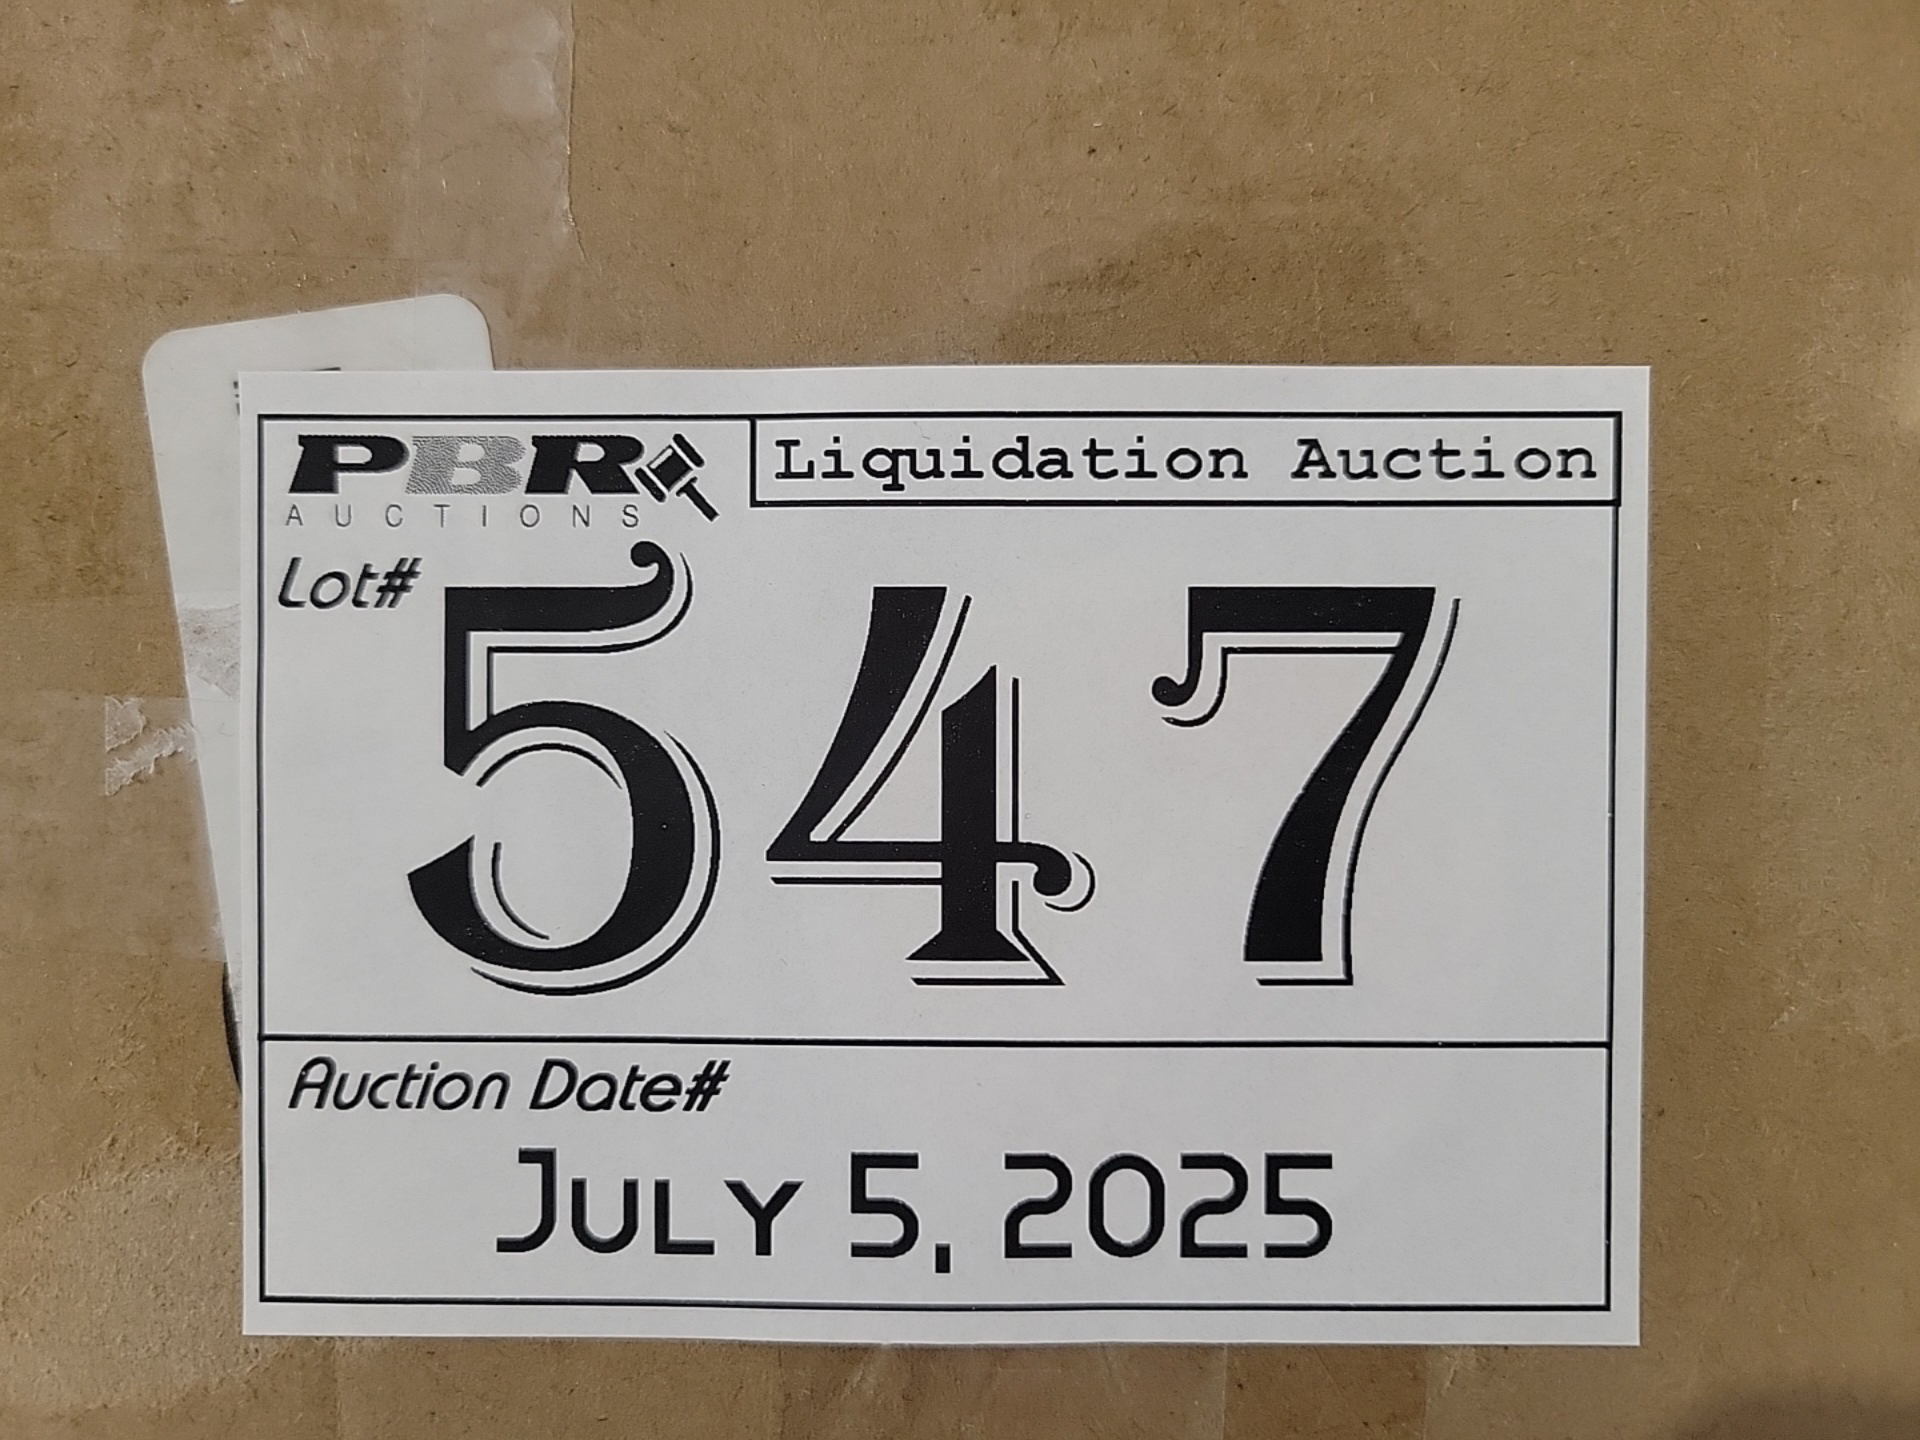 PBR
AUCTIONS
Liquidation Auction
Lot#
547
Auction Date#
July 5, 2025